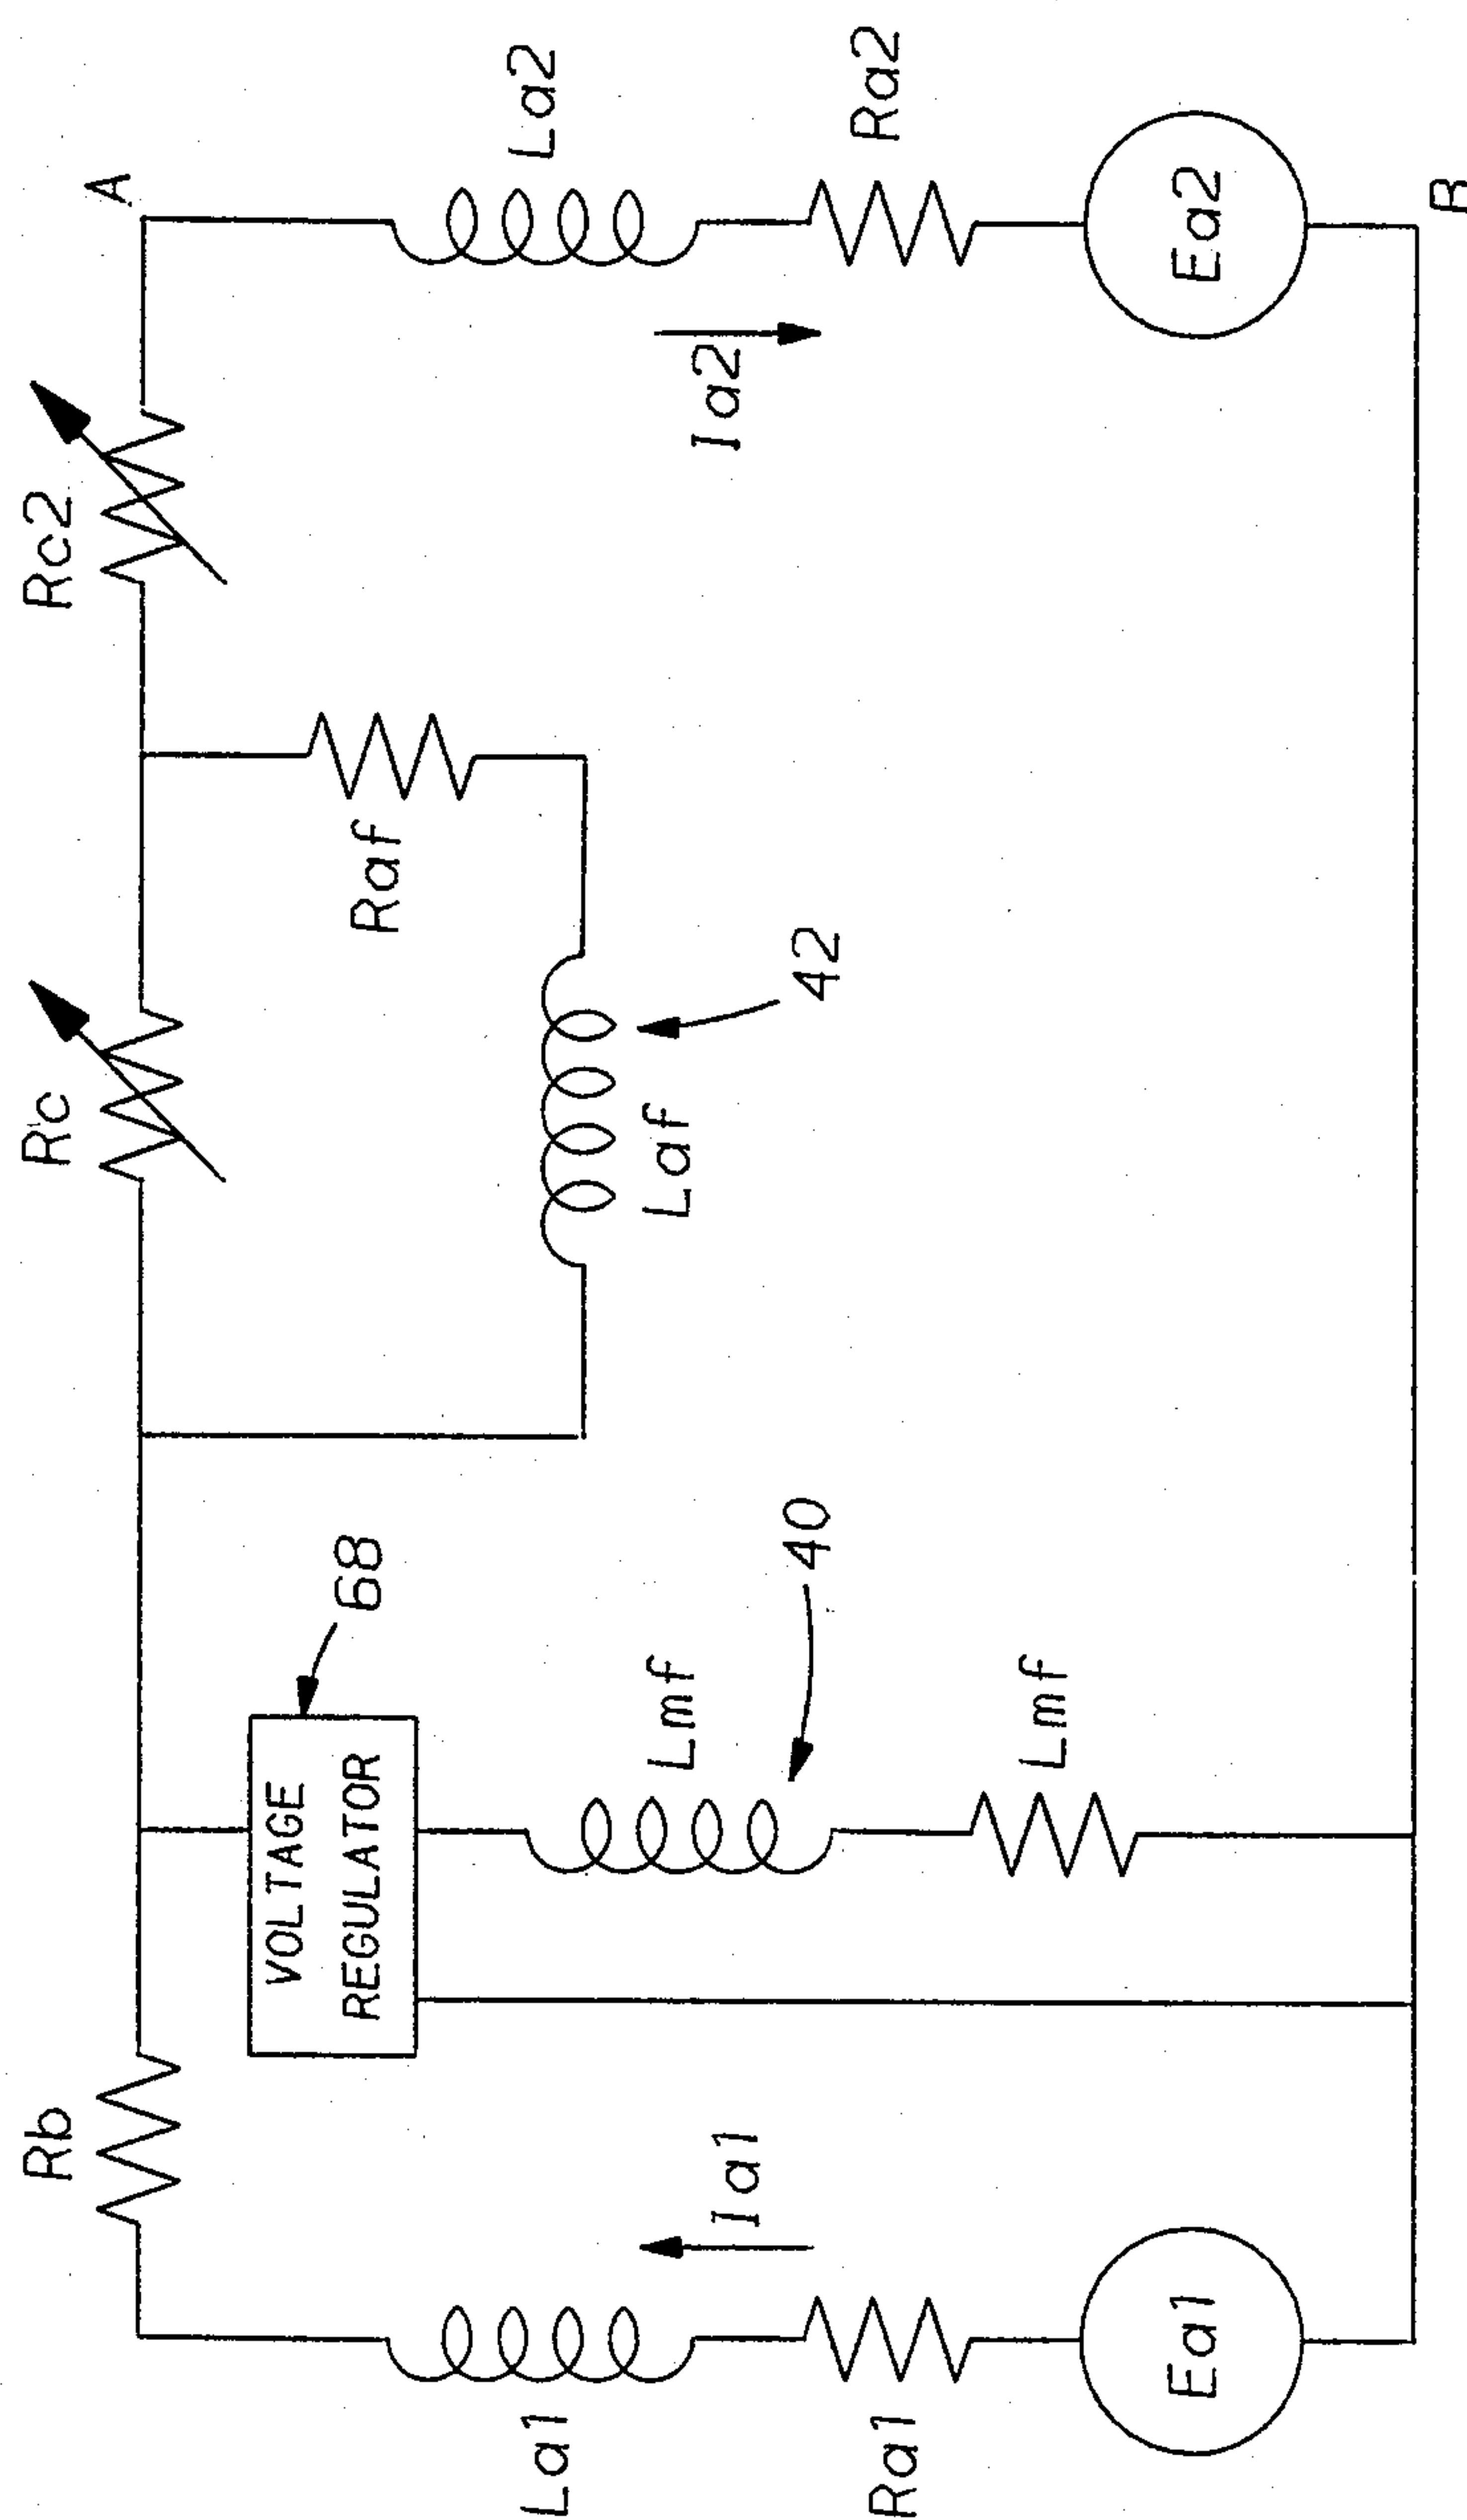 Rb
Rc
Rc2
A
VOLTAGE
REGULATOR
68
La1
Ia1
Ra1
Ea1
Lmf
40
Lmf
Raf
Laf
42
La2
Ia2
Ra2
Ea2
B